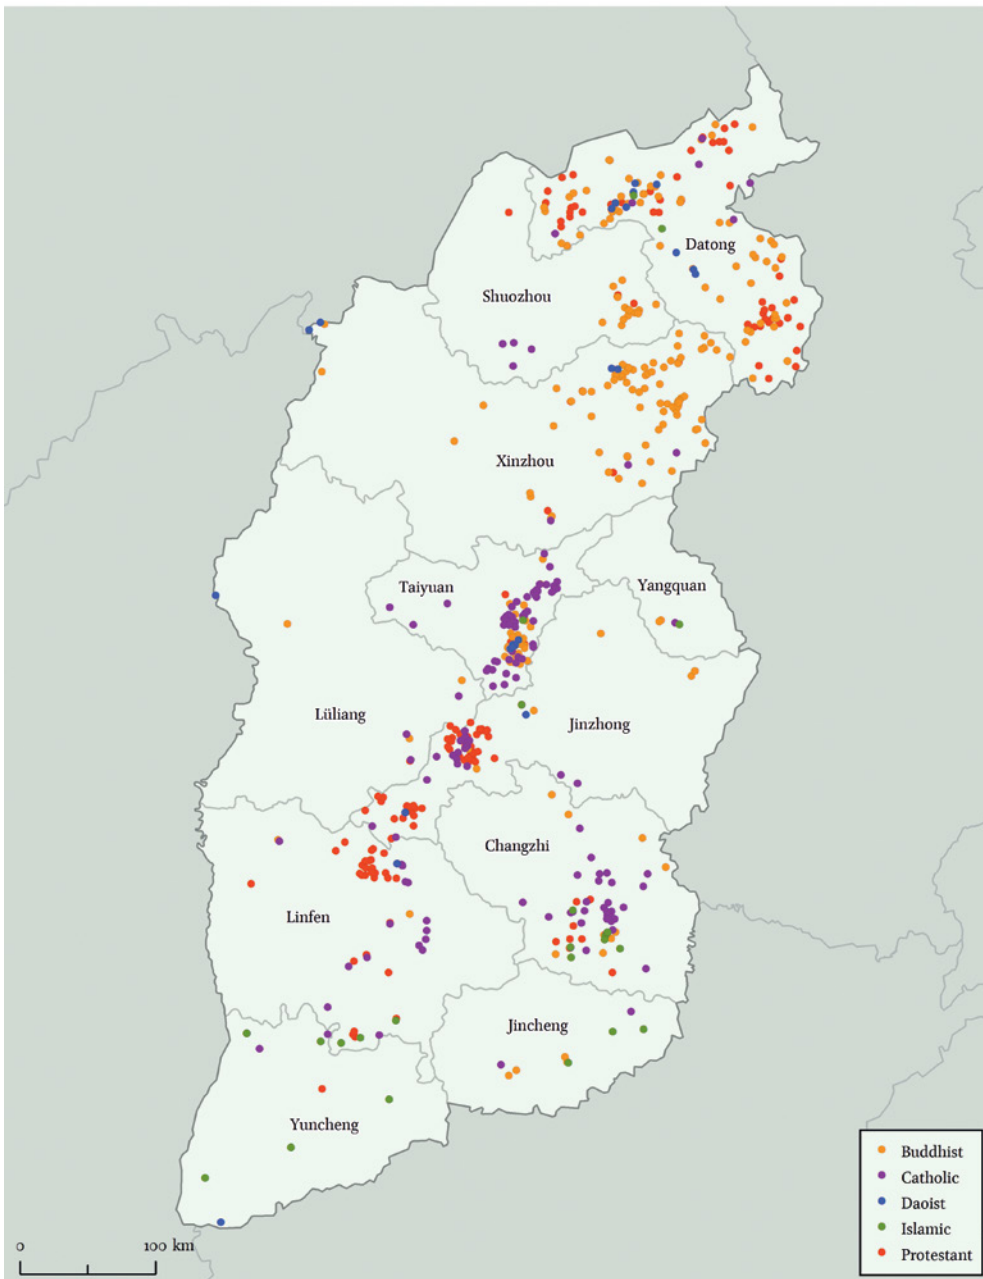 Datong
Shuozhou
Xinzhou
Taiyuan
Yangquan
Lüliang
Jinzhong
Changzhi
Linfen
Jincheng
Yuncheng
Buddhist
Catholic
Daoist
Islamic
Protestant
0 100 km